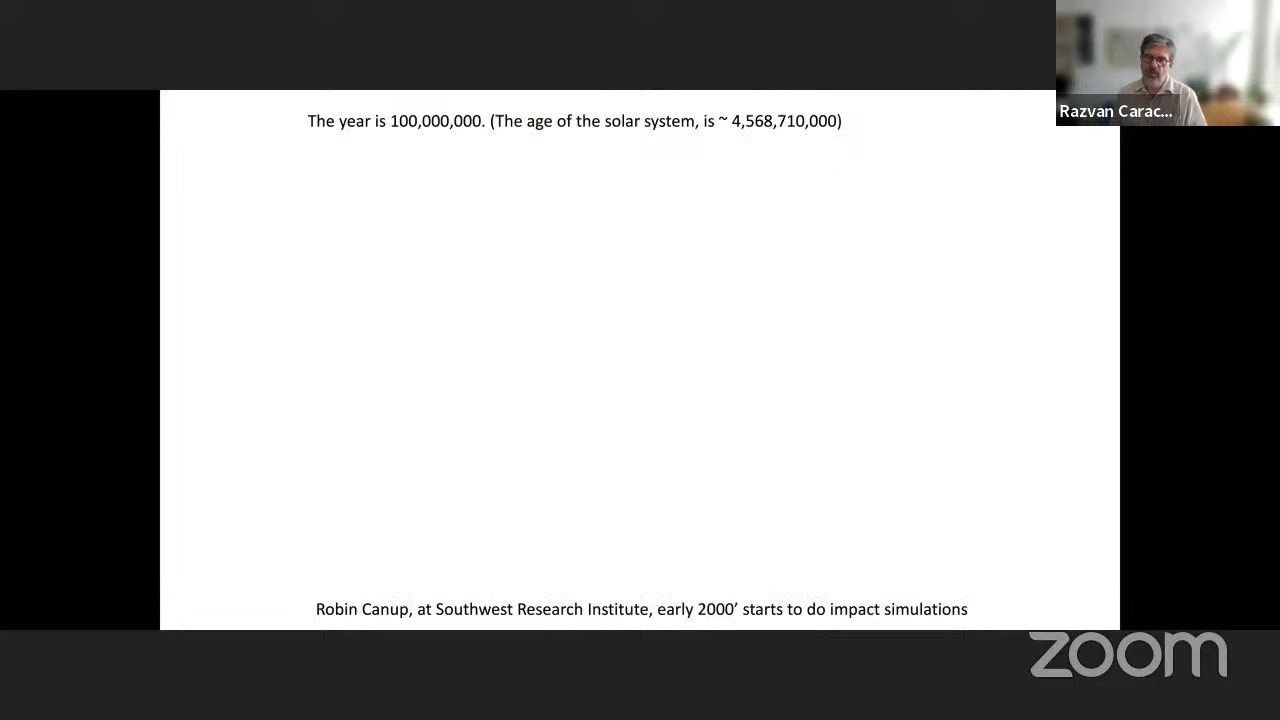 The year is 100,000,000. (The age of the solar system, is ~ 4,568,710,000)
Razvan Carac...
Robin Canup, at Southwest Research Institute, early 2000’ starts to do impact simulations
zoom